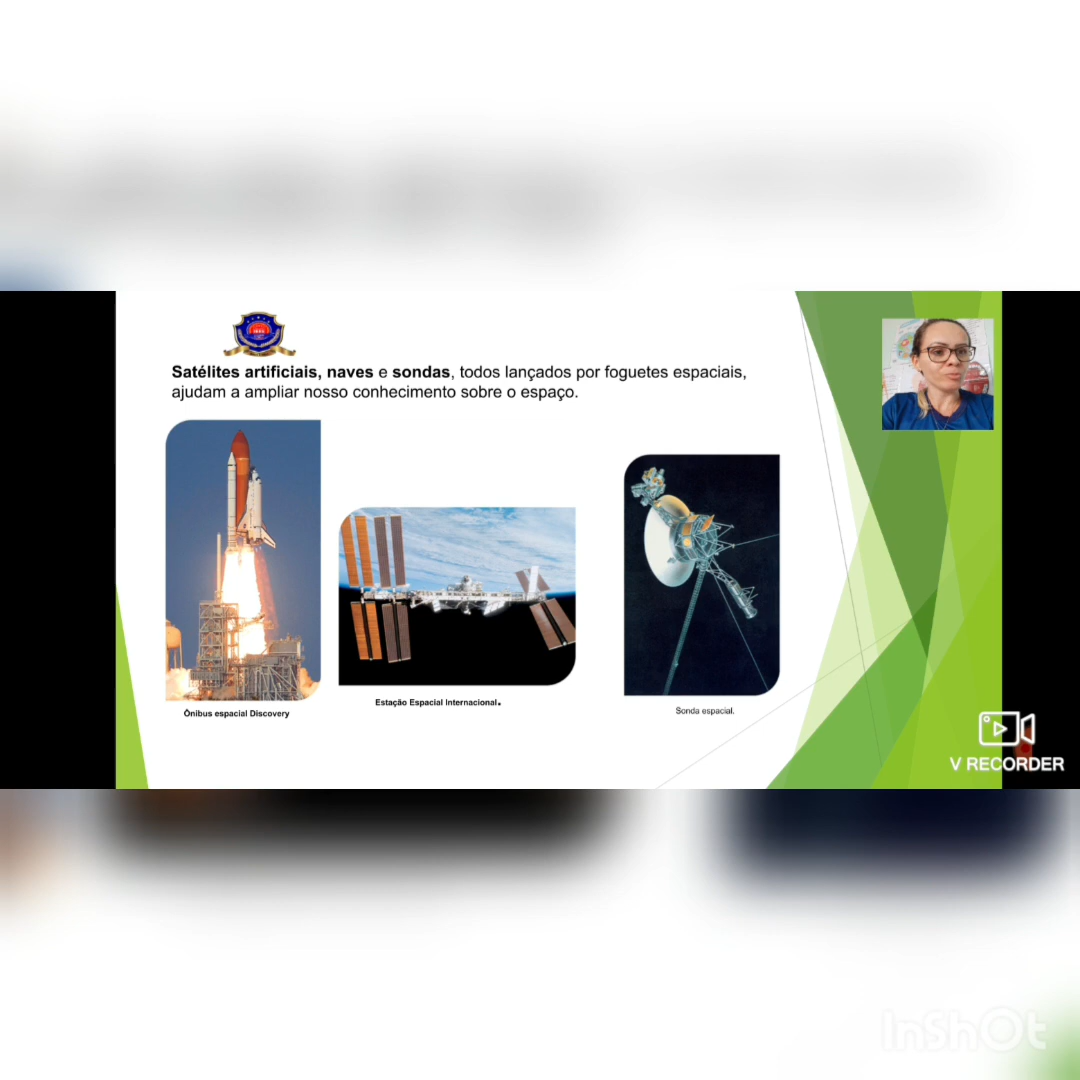 Satélites artificiais, naves e sondas, todos lançados por foguetes espaciais,
ajudam a ampliar nosso conhecimento sobre o espaço.
Ônibus espacial Discovery
Estação Espacial Internacional.
Sonda espacial.
V RECORDER
InShOt